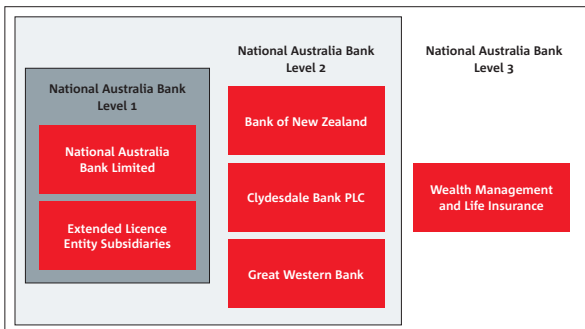 National Australia Bank
Level 1
National Australia
Bank Limited
Extended Licence
Entity Subsidiaries
National Australia Bank
Level 2
Bank of New Zealand
Clydesdale Bank PLC
Great Western Bank
National Australia Bank
Level 3
Wealth Management
and Life Insurance